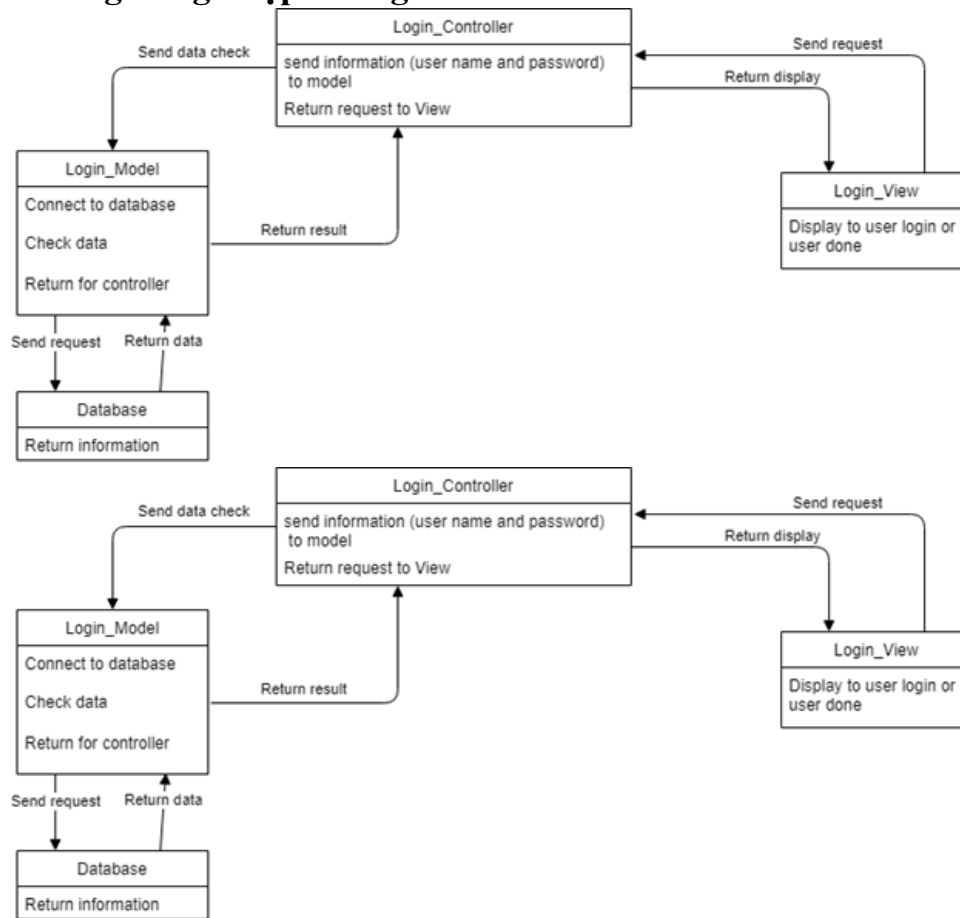 Login_Controller
Send data check
Send request
send information (user name and password)
to model
Return display
Return request to View
Login_Model
Login_View
Connect to database
Display to user login or
user done
Return result
Check data
Return for controller
Send request
Return data
Database
Return information
Login_Controller
Send data check
Send request
send information (user name and password)
to model
Return display
Return request to View
Login_Model
Login_View
Connect to database
Display to user login or
user done
Return result
Check data
Return for controller
Send request
Return data
Database
Return information